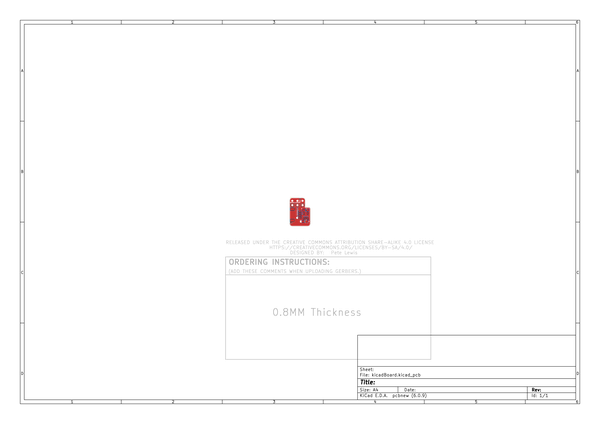 1 2 3 4 5 6
A A
B B
RELEASED UNDER THE CREATIVE COMMONS ATTRIBUTION SHARE-ALIKE 4.0 LICENSE
HTTPS://CREATIVECOMMONS.ORG/LICENSES/BY-SA/4.0/
DESIGNED BY: Pete Lewis
ORDERING INSTRUCTIONS:
(ADD THESE COMMENTS WHEN UPLOADING GERBERS.)
C C
0.8MM Thickness
Sheet:
File: kicadBoard.kicad_pcb
D D
Title:
Size: A4 Date: Rev:
KiCad E.D.A. pcbnew (6.0.9) Id: 1/1
1 2 3 4 5 6